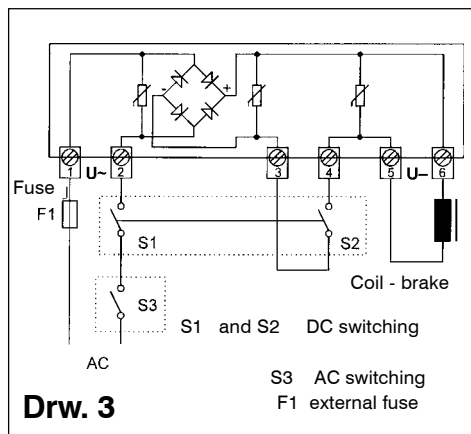 - +
1 U~ 2 3 4 5 U– 6
Fuse
F1
S1 S2
Coil - brake
S3
S1 and S2 DC switching
AC
S3 AC switching
F1 external fuse
Drw. 3